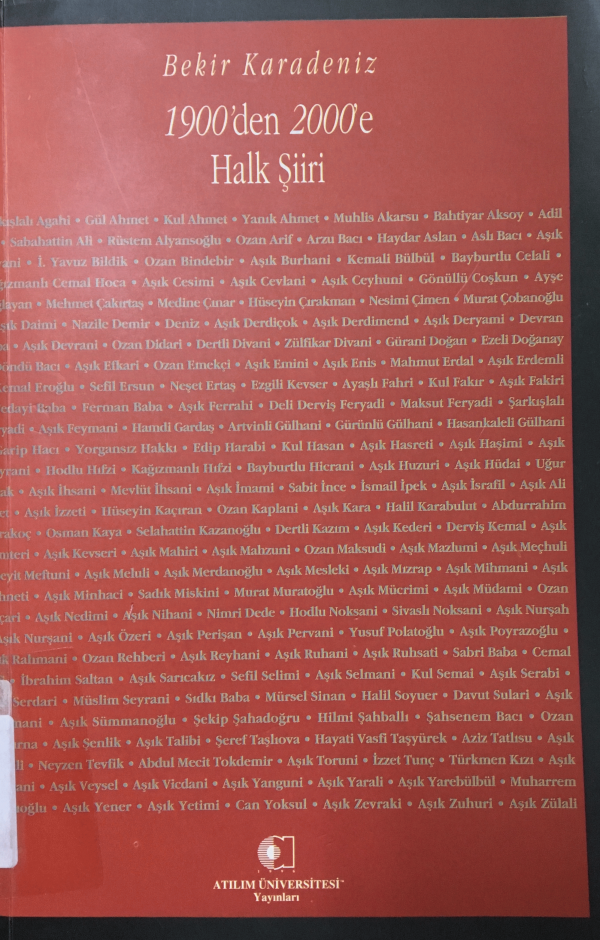 Bekir Karadeniz
1900'den 2000'e
Halk Şiiri
Agahi • Gül Ahmet • Kul Ahmet • Yanık Ahmet • Muhlis Akarsu • Bahtiyar Aksoy • Adil
• Sabahattin Ali • Rüstem Alyansoğlu • Ozan Arif • Arzu Bacı • Haydar Aslan • Aslı Bacı • Aşık
• İ. Yavuz Bildik • Ozan Bindebir • Aşık Burhani • Kemali Bülbül • Bayburtlu Celali •
Cemal Hoca • Aşık Cesimi • Aşık Cevlani • Aşık Ceyhuni • Gönüllü Coşkun • Ayşe
• Mehmet Çakırtaş • Medine Çınar • Hüseyin Çırakman • Nesimi Çimen • Murat Çobanoğlu
Daimi • Nazile Demir • Deniz • Aşık Derdiçok • Aşık Derdimend • Aşık Deryami • Devran
• Aşık Devrani • Ozan Didari • Dertli Divani • Zülfikar Divani • Gürani Doğan • Ezeli Doğanay
Bacı • Aşık Efkari • Ozan Emekçi • Aşık Emini • Aşık Enis • Mahmut Erdal • Aşık Erdemli
Eroğlu • Sefil Ersun • Neşet Ertaş • Ezgili Kevser • Ayaşlı Fahri • Kul Fakır • Aşık Fakiri
Baba • Ferman Baba • Aşık Ferrahi • Deli Derviş Feryadi • Maksut Feryadi • Şarkışlalı
• Aşık Feymani • Hamdi Gardaş • Artvinli Gülhani • Gürünlü Gülhani • Hasankaleli Gülhani
Hacı • Yorgansız Hakkı • Edip Harabi • Kul Hasan • Aşık Hasreti • Aşık Haşimi • Aşık
• Hodlu Hıfzi • Kağızmanlı Hıfzi • Bayburtlu Hicrani • Aşık Huzuri • Aşık Hüdai • Uğur
• Aşık İhsani • Mevlüt İhsani • Aşık İmami • Sabit İnce • İsmail İpek • Aşık İsrafil • Aşık Ali
• Aşık İzzeti • Hüseyin Kaçıran • Ozan Kaplani • Aşık Kara • Halil Karabulut • Abdurrahim
• Osman Kaya • Selahattin Kazanoğlu • Dertli Kazım • Aşık Kederi • Derviş Kemal • Aşık
• Aşık Kevseri • Aşık Mahiri • Aşık Mahzuni • Ozan Maksudi • Aşık Mazlumi • Aşık Meçhuli
Meftuni • Aşık Meluli • Aşık Merdanoğlu • Aşık Mesleki • Aşık Mızrap • Aşık Mihmani • Aşık
• Aşık Minhaci • Sadık Miskini • Murat Muratoğlu • Aşık Mücrimi • Aşık Müdami • Ozan
• Aşık Nedimi • Aşık Nihani • Nimri Dede • Hodlu Noksani • Sivaslı Noksani • Aşık Nurşah
Aşık Nurşani • Aşık Özeri • Aşık Perişan • Aşık Pervani • Yusuf Polatoğlu • Aşık Poyrazoğlu •
Rahmani • Ozan Rehberi • Aşık Reyhani • Aşık Ruhani • Aşık Ruhsati • Sabri Baba • Cemal
• İbrahim Saltan • Aşık Sarıcakız • Sefil Selimi • Aşık Selmani • Kul Semai • Aşık Serabi •
Serdari • Müslim Seyrani • Sıdkı Baba • Mürsel Sinan • Halil Soyuer • Davut Sulari • Aşık
• Aşık Sümmanoğlu • Şekip Şahadoğru • Hilmi Şahballı • Şahsenem Bacı • Ozan
• Aşık Şenlik • Aşık Talibi • Şeref Taşlıova • Hayati Vasfi Taşyürek • Aziz Tatlısu • Aşık
• Neyzen Tevfik • Abdul Mecit Tokdemir • Aşık Toruni • İzzet Tunç • Türkmen Kızı • Aşık
• Aşık Veysel • Aşık Vicdani • Aşık Yanguni • Aşık Yarali • Aşık Yarebülbül • Muharrem
• Aşık Yener • Aşık Yetimi • Can Yoksul • Aşık Zevraki • Aşık Zuhuri • Aşık Zülali
ATILIM ÜNİVERSİTESİ
Yayınları